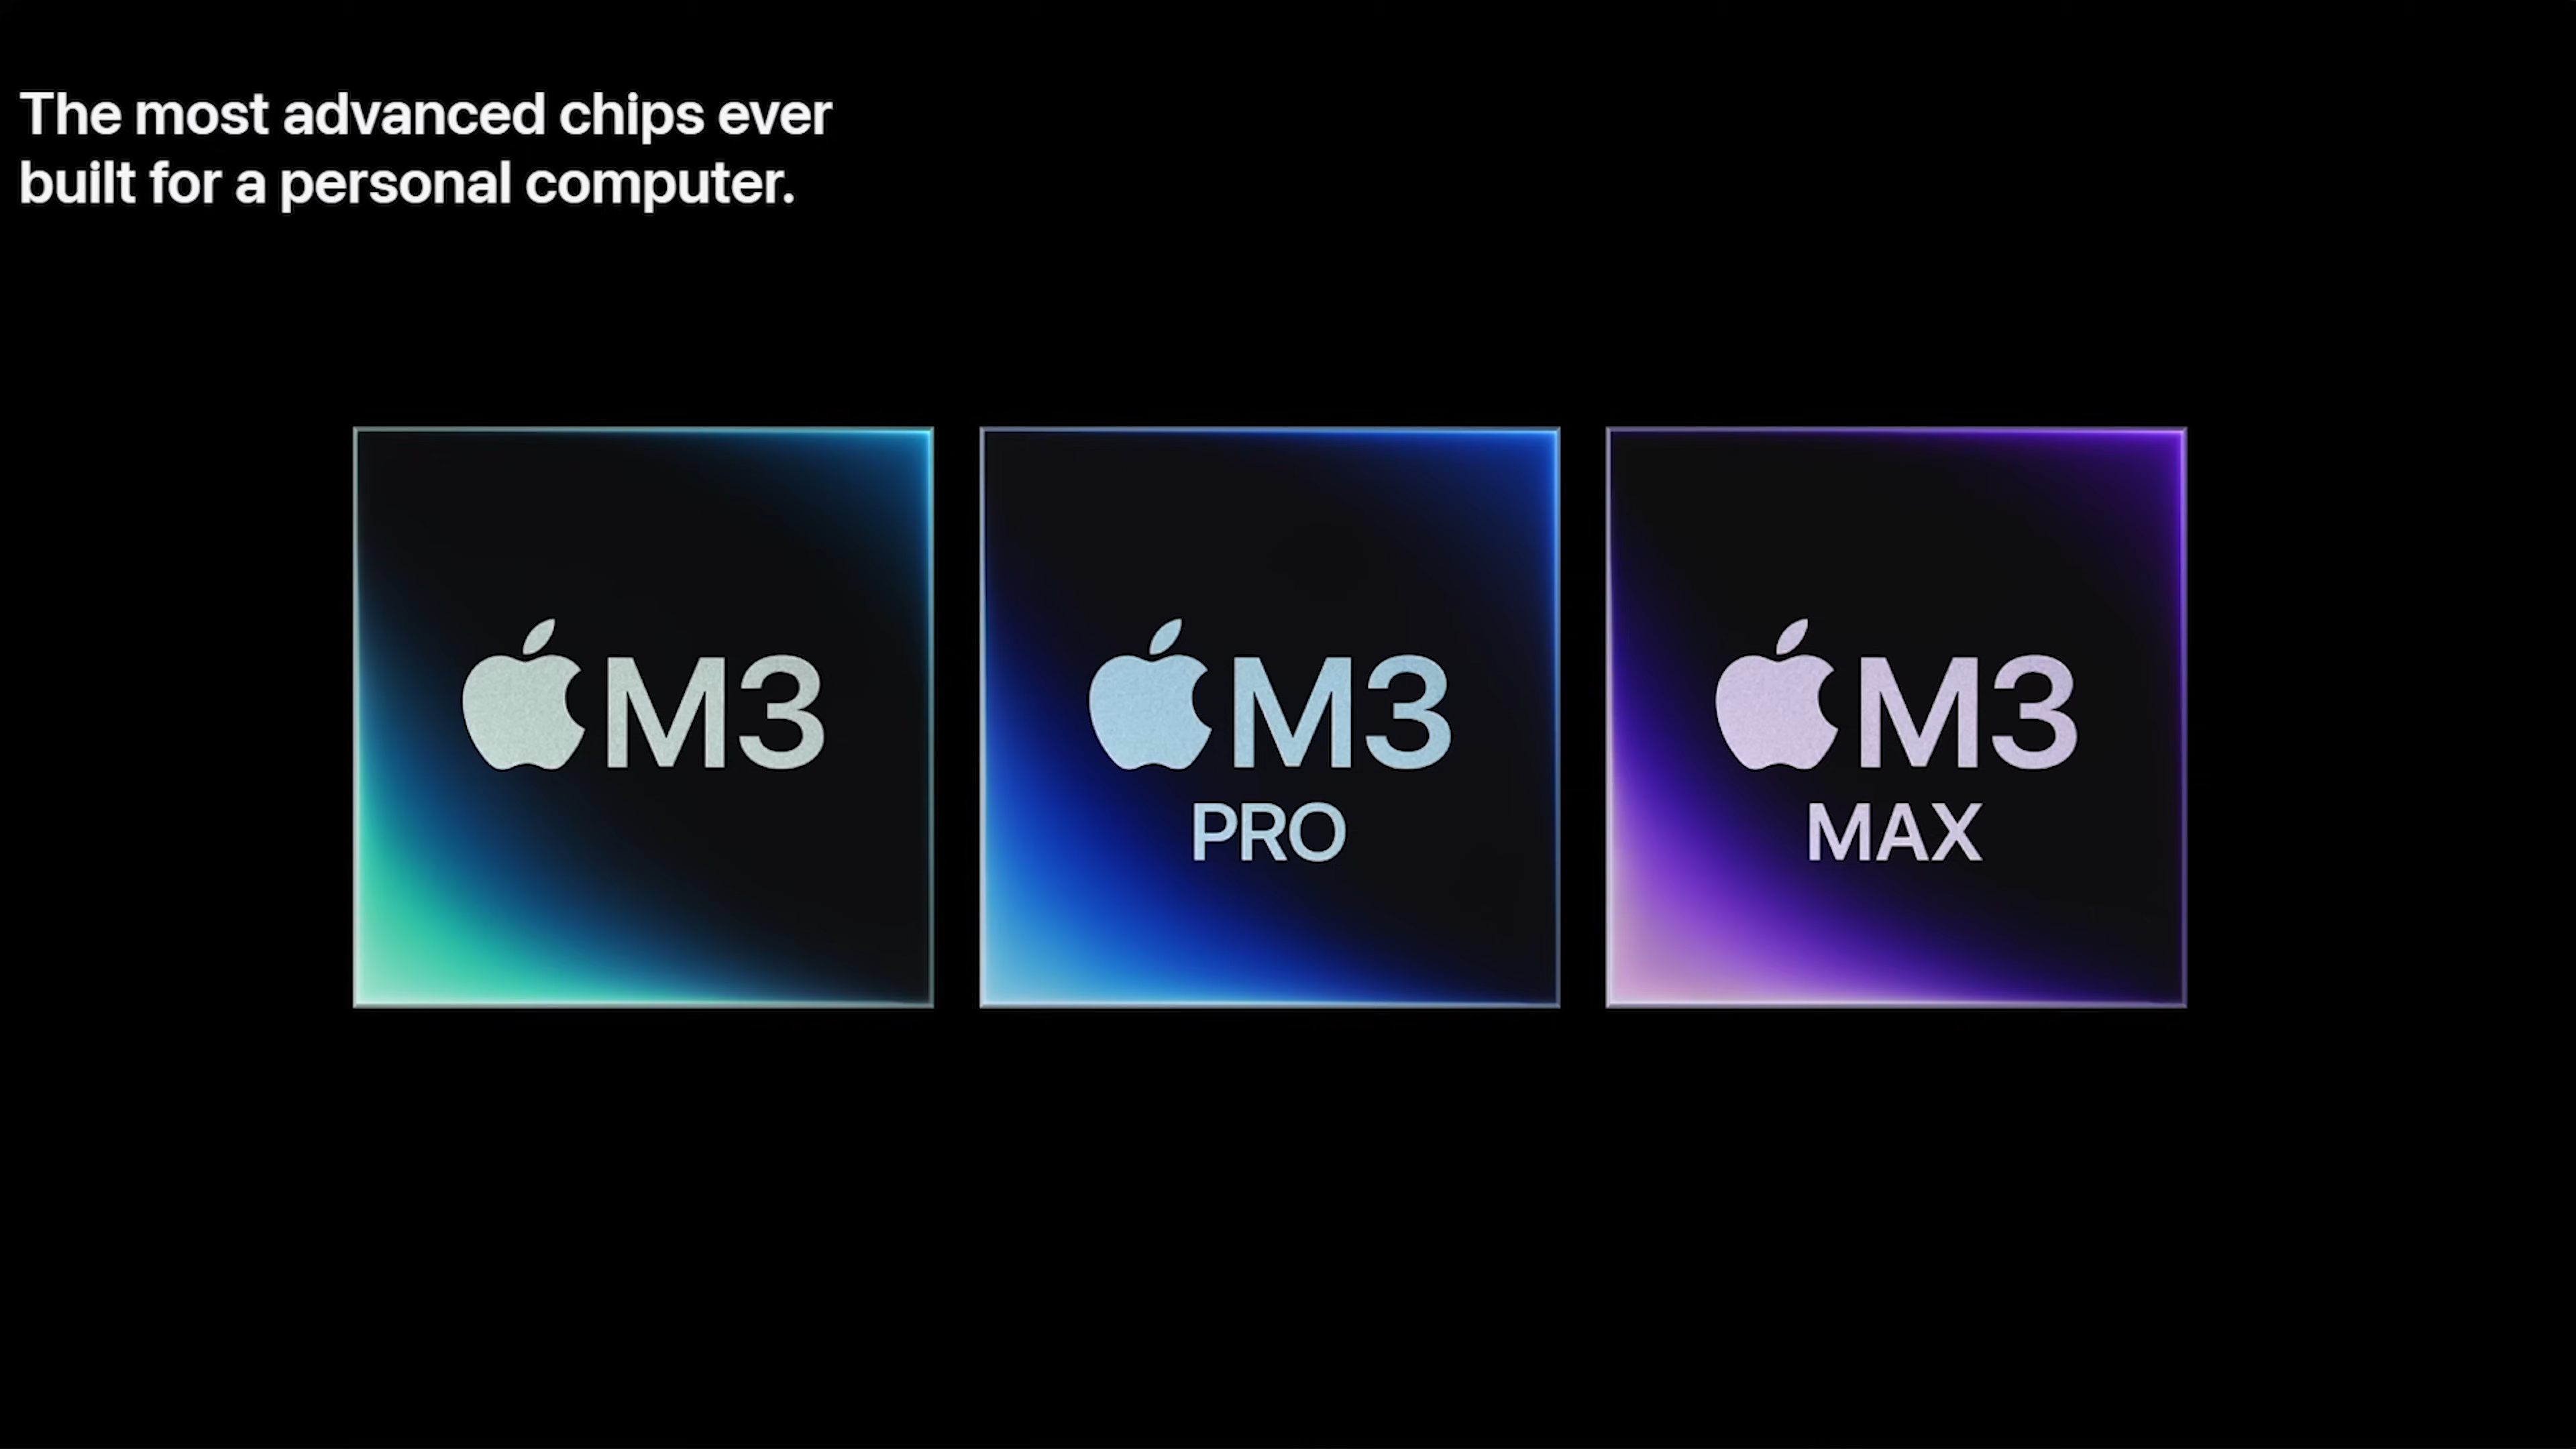 The most advanced chips ever
built for a personal computer.
M3
M3
PRO
M3
MAX